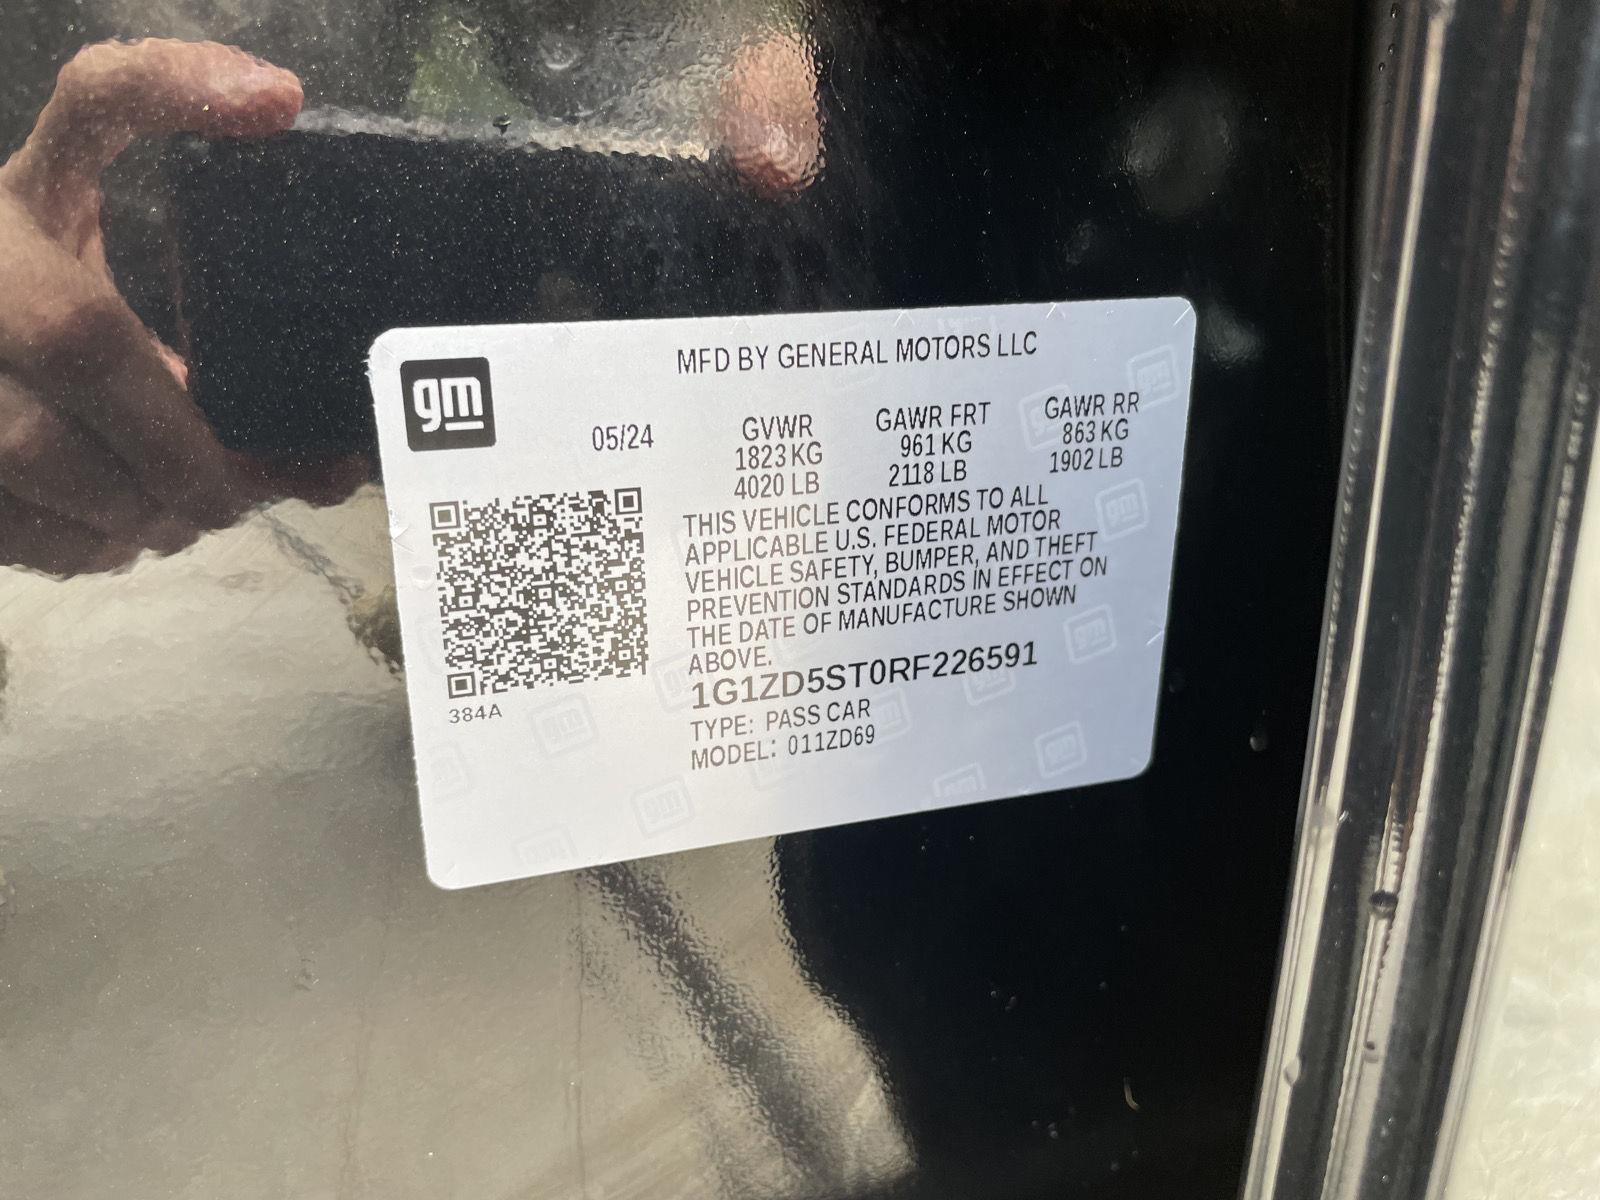 MFD BY GENERAL MOTORS LLC
gm
05/24
GVWR
1823 KG
4020 LB
GAWR FRT
961 KG
2118 LB
GAWR RR
863 KG
1902 LB
THIS VEHICLE CONFORMS TO ALL
APPLICABLE U.S. FEDERAL MOTOR
VEHICLE SAFETY, BUMPER, AND THEFT
PREVENTION STANDARDS IN EFFECT ON
THE DATE OF MANUFACTURE SHOWN
ABOVE.
1G1ZD5ST0RF226591
TYPE: PASS CAR
MODEL: 011ZD69
384A